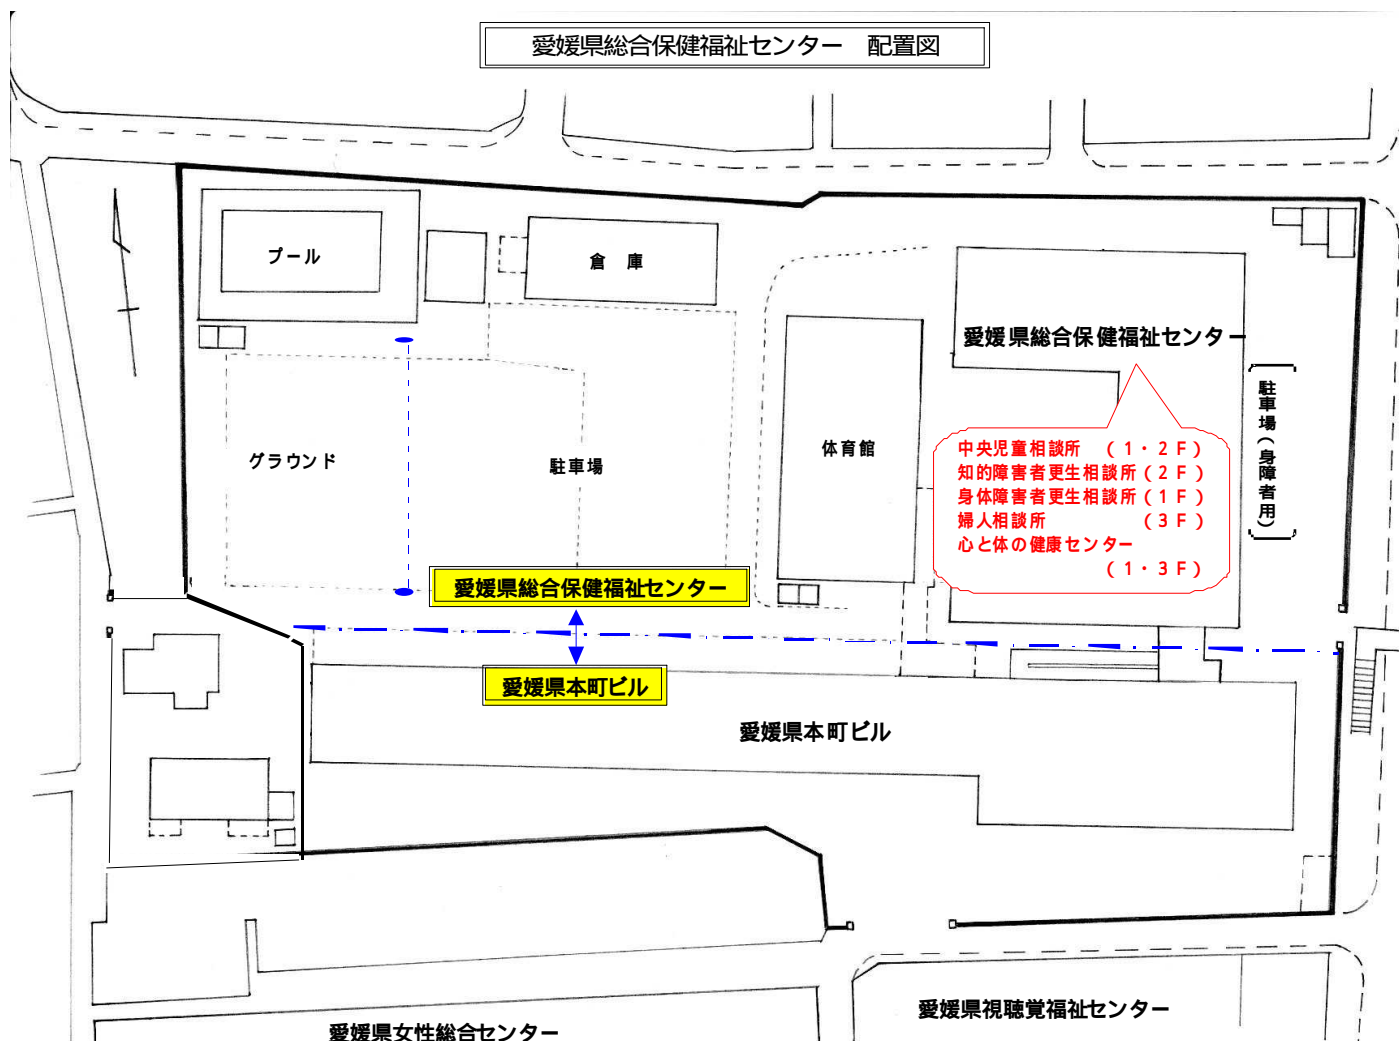 愛媛県総合保健福祉センター　配置図
プール
倉　庫
愛媛県総合保健福祉センター
駐車場(身障者用)
体育館
グラウンド
駐車場
中央児童相談所　(１・２Ｆ)
知的障害者更生相談所(２Ｆ)
身体障害者更生相談所(１Ｆ)
婦人相談所　　　　　(３Ｆ)
心と体の健康センター
(１・３Ｆ)
愛媛県総合保健福祉センター
愛媛県本町ビル
愛媛県本町ビル
愛媛県視聴覚福祉センター
愛媛県女性総合センター